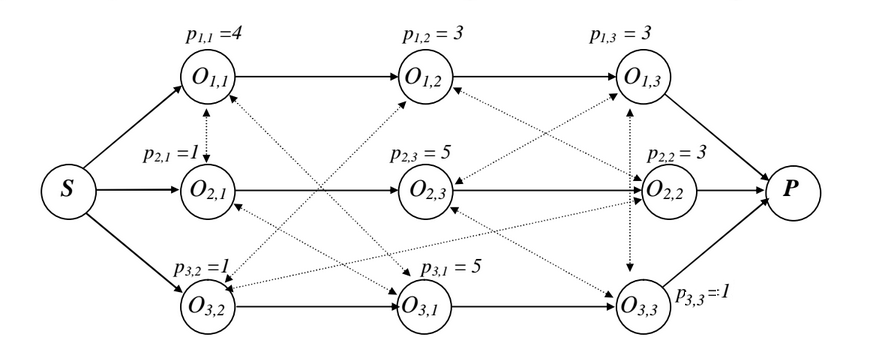 p1,1 =4 p1,2 = 3 p1,3 = 3
O1,1 O1,2 O1,3
p2,1 =1 p2,3 = 5 p2,2 = 3
S O2,1 O2,3 O2,2 P
p3,2 =1 p3,1 = 5
O3,2 O3,1 O3,3 p3,3 =1